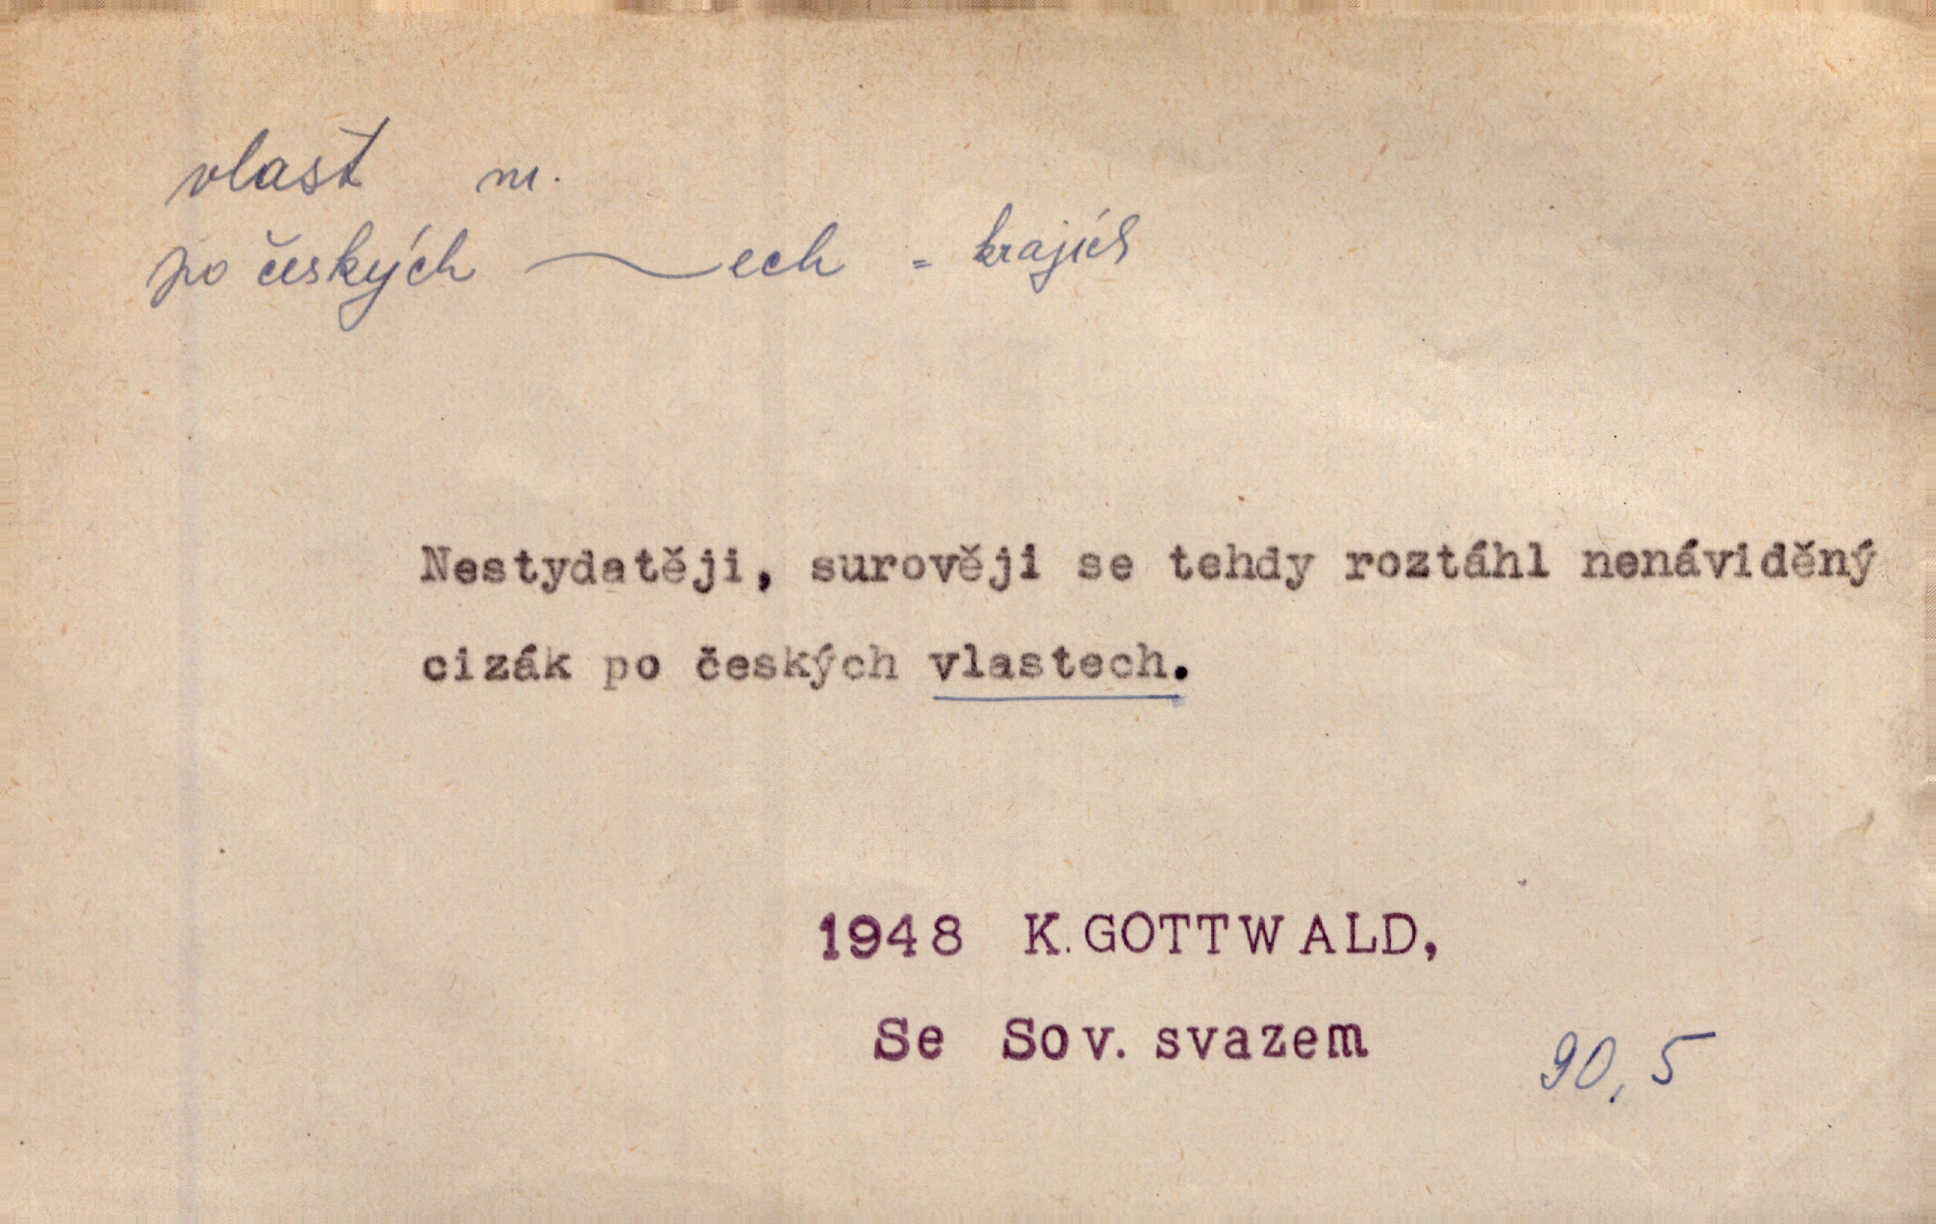 vlast m.
po českých ~ech = krajích
Nestydatěji, surověji se tehdy roztáhl nenáviděný
cizák po českých vlastech.
1948 K.GOTTWALD,
Se Sov. svazem
90,5